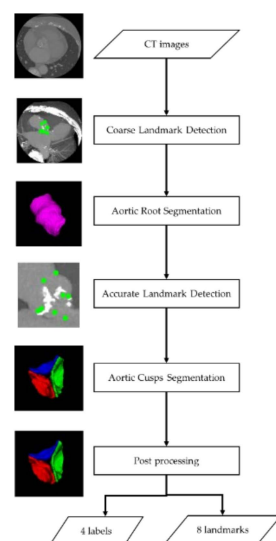 CT images
Coarse Landmark Detection
Aortic Root Segmentation
Accurate Landmark Detection
Aortic Cusps Segmentation
Post processing
4 labels
8 landmarks